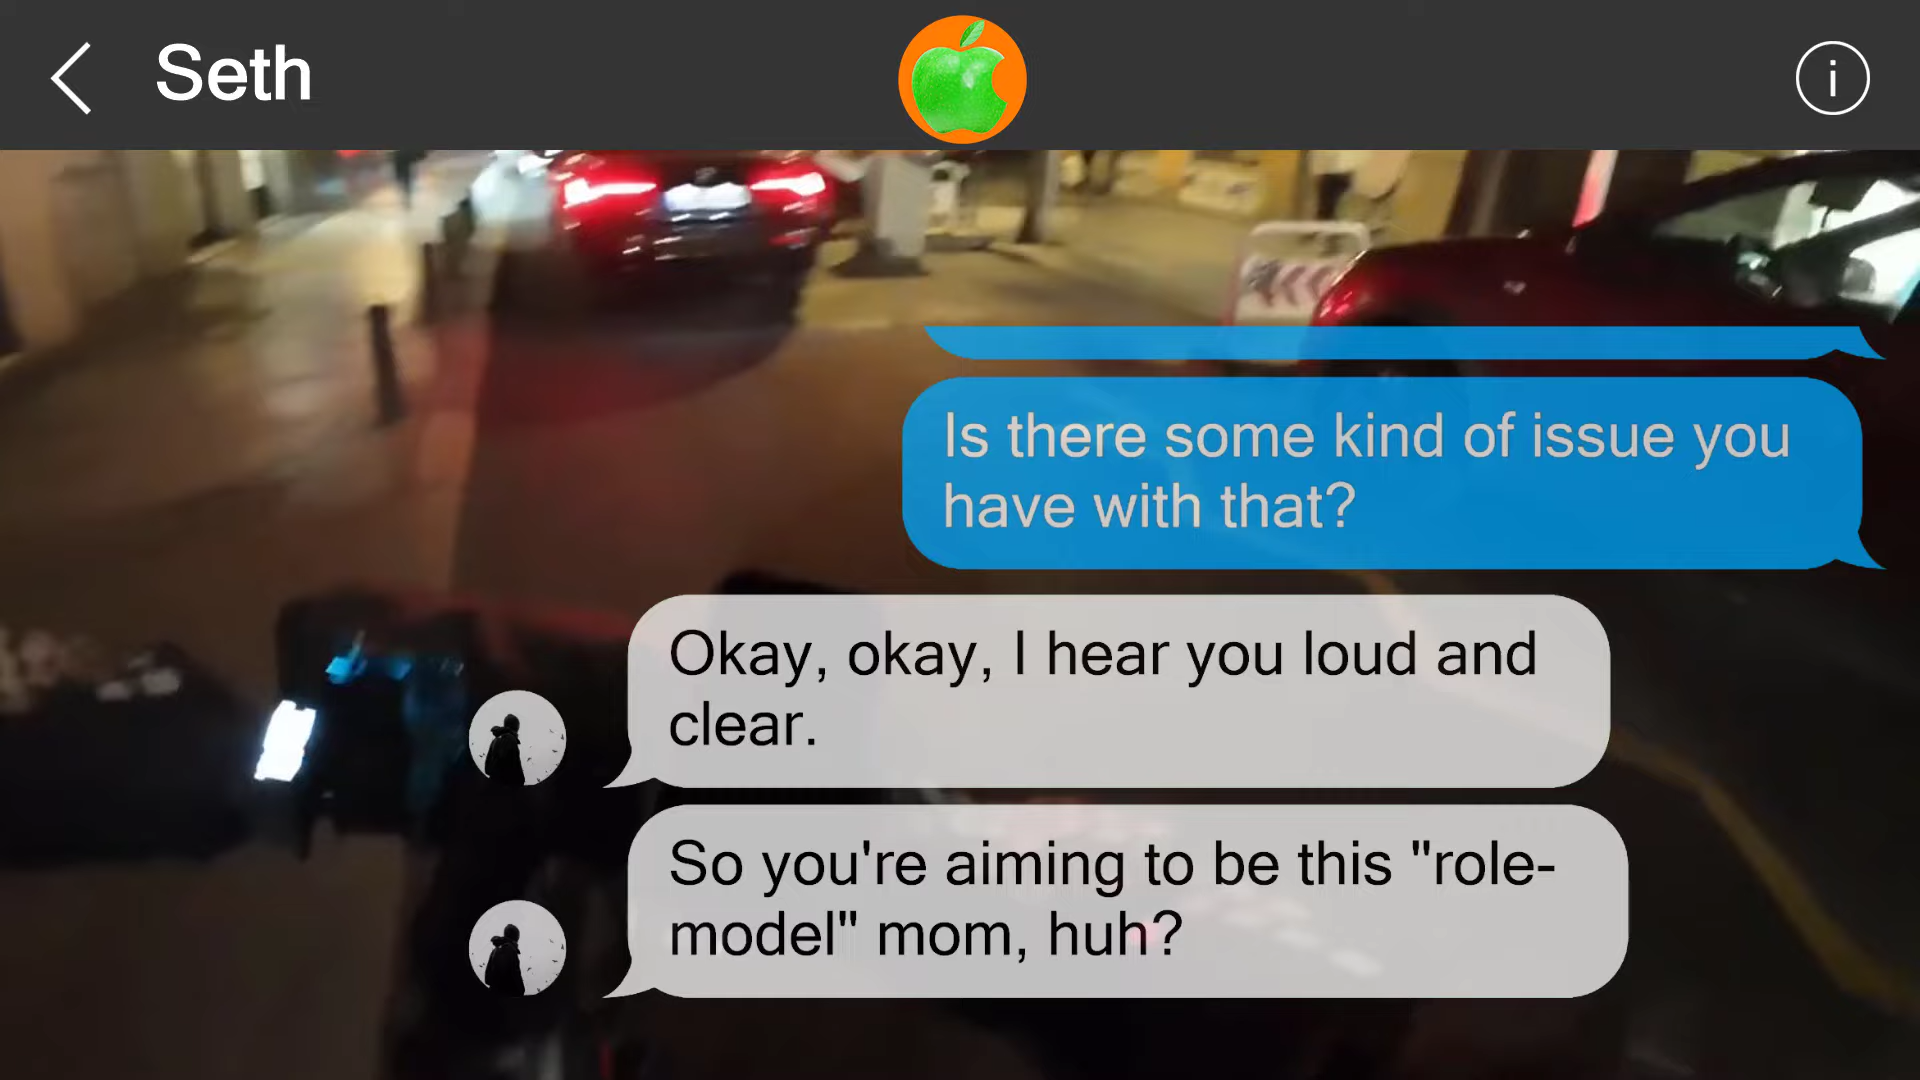 Seth
i
Is there some kind of issue you
have with that?
Okay, okay, I hear you loud and
clear.
So you're aiming to be this "role-
model" mom, huh?